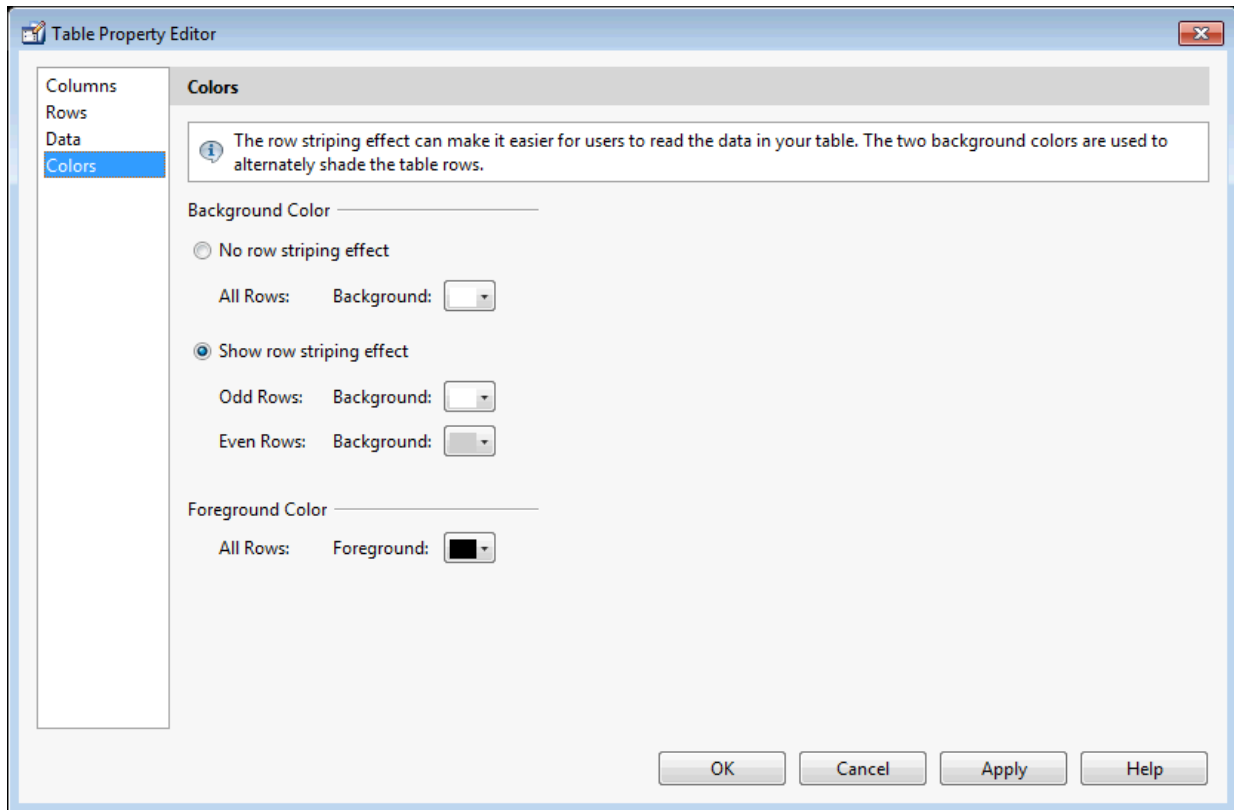 Table Property Editor
Columns
Rows
Data
Colors
Colors
The row striping effect can make it easier for users to read the data in your table. The two background colors are used to
alternately shade the table rows.
Background Color
No row striping effect
All Rows: Background:
Show row striping effect
Odd Rows: Background:
Even Rows: Background:
Foreground Color
All Rows: Foreground:
OK Cancel Apply Help